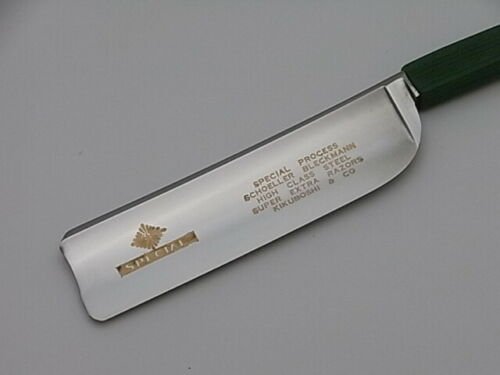 SPECIAL
SPECIAL PROCESS
SCHOELLER BLECKMANN
HIGH CLASS STEEL
SUPER EXTRA RAZORS
KIKUBOSHI & CO